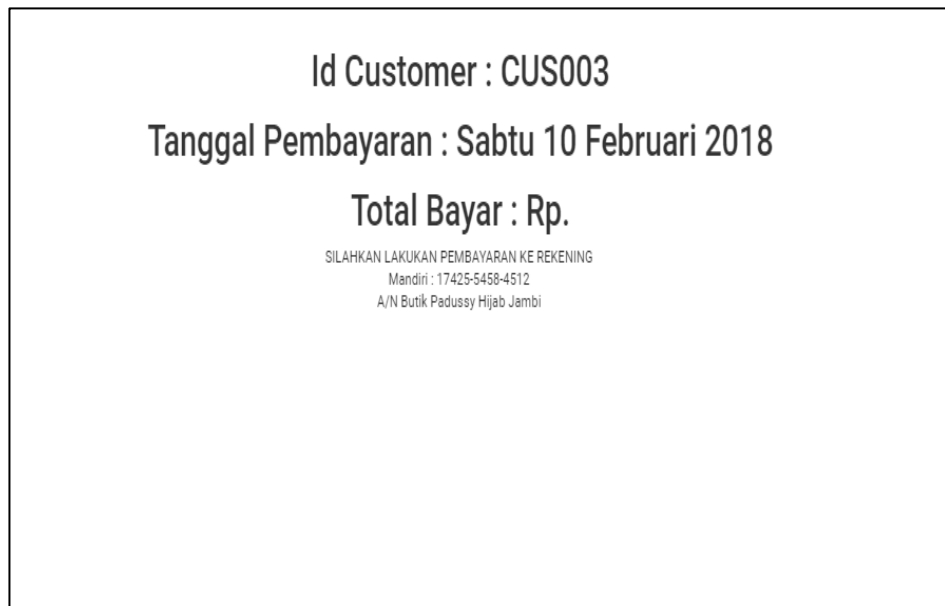 Id Customer : CUS003
Tanggal Pembayaran : Sabtu 10 Februari 2018
Total Bayar : Rp.
SILAHKAN LAKUKAN PEMBAYARAN KE REKENING
Mandiri : 17425-5458-4512
A/N Butik Padussy Hijab Jambi